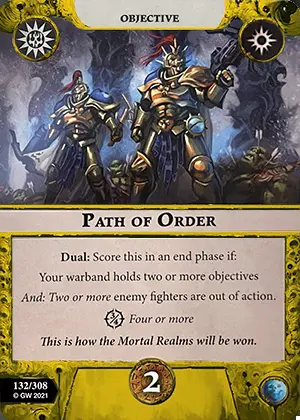 OBJECTIVE
PATH OF ORDER
Dual: Score this in an end phase if:
Your warband holds two or more objectives
And: Two or more enemy fighters are out of action.
Four or more
This is how the Mortal Realms will be won.
132/308
© GW 2021
2